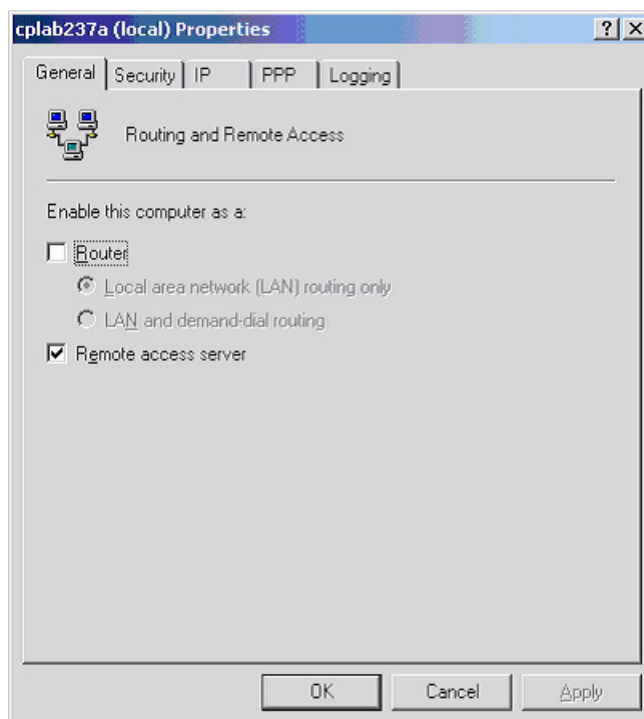 cplab237a (local) Properties
General Security IP PPP Logging
Routing and Remote Access
Enable this computer as a:
Router
Local area network (LAN) routing only
LAN and demand-dial routing
Remote access server
OK Cancel Apply